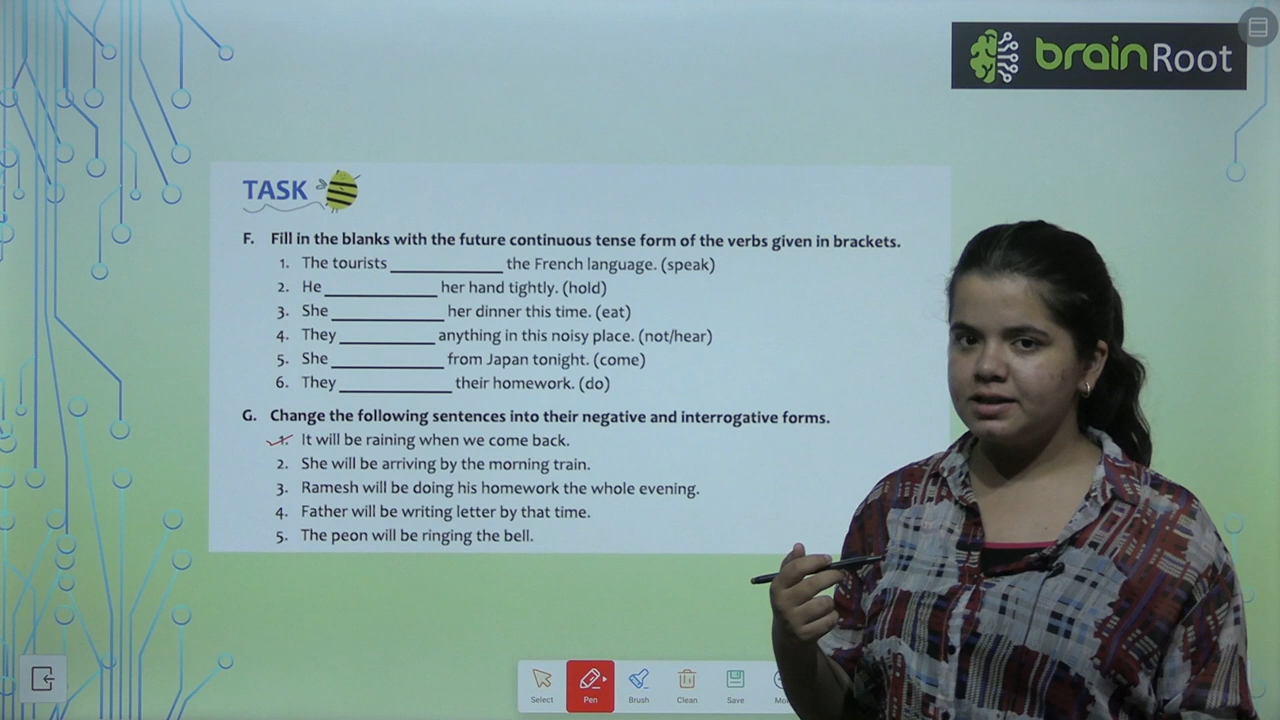 brainRoot
TASK
F. Fill in the blanks with the future continuous tense form of the verbs given in brackets.
1. The tourists ____________ the French language. (speak)
2. He ____________ her hand tightly. (hold)
3. She ____________ her dinner this time. (eat)
4. They __________ anything in this noisy place. (not/hear)
5. She ____________ from Japan tonight. (come)
6. They ____________ their homework. (do)
G. Change the following sentences into their negative and interrogative forms.
1. It will be raining when we come back.
2. She will be arriving by the morning train.
3. Ramesh will be doing his homework the whole evening.
4. Father will be writing letter by that time.
5. The peon will be ringing the bell.
Select Pen Brush Clean Save